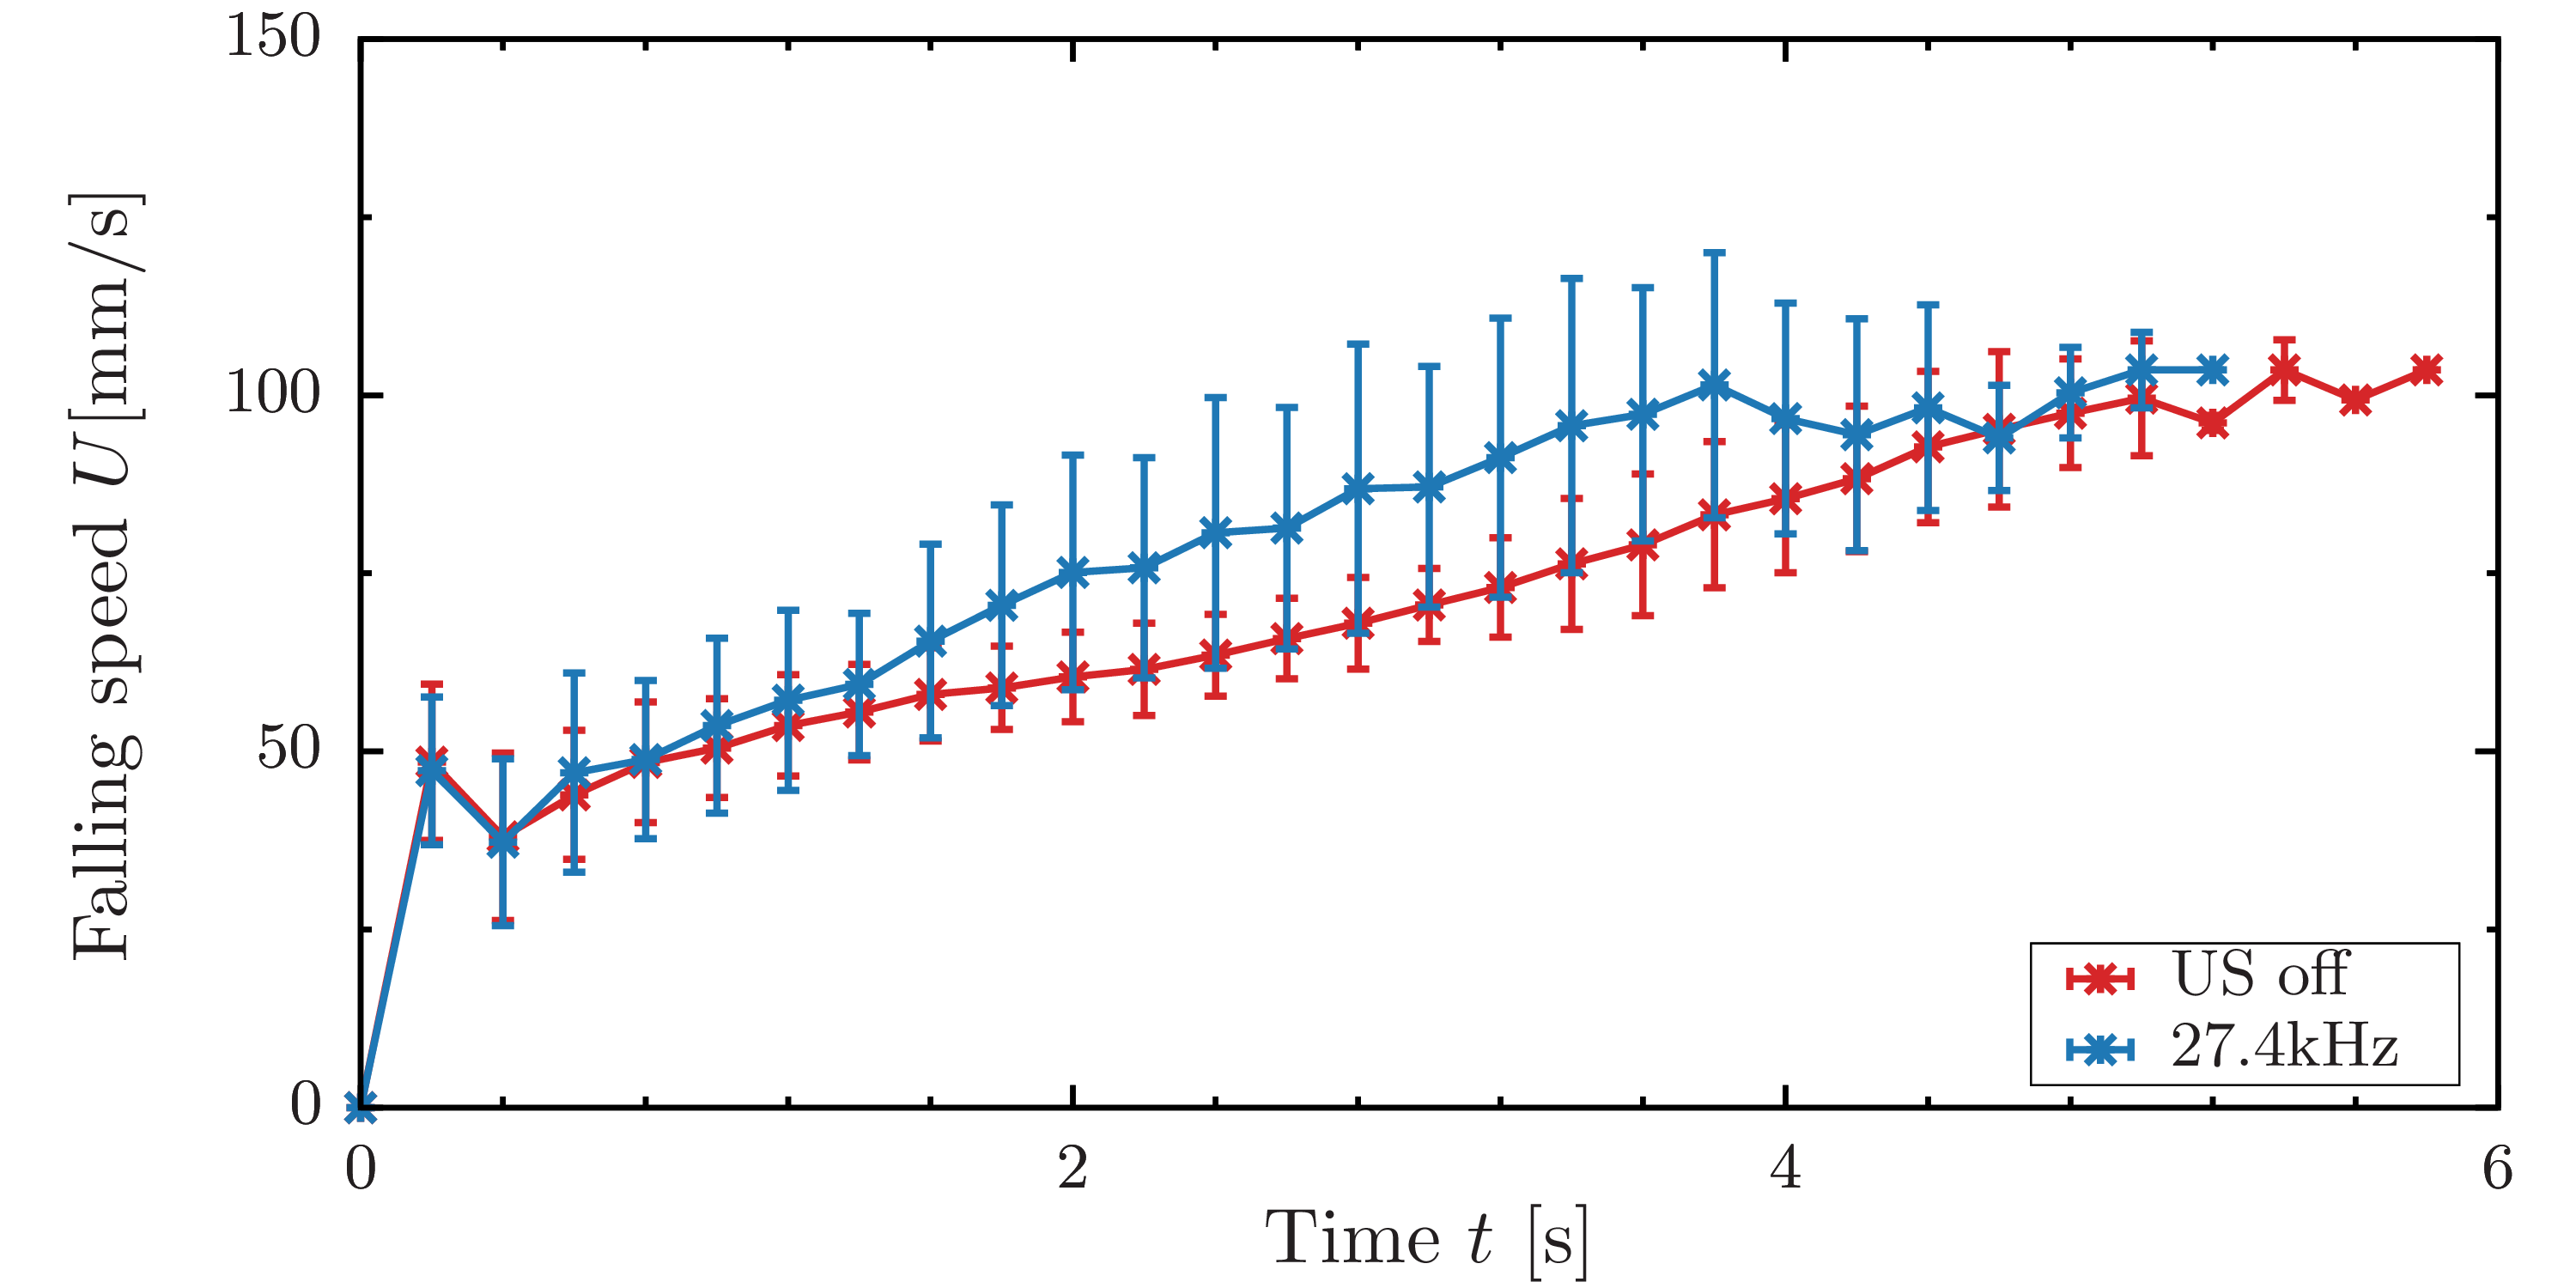 150
100
50
0
Falling speed U[mm/s]
0 2 4 6
Time t [s]
US off
27.4kHz